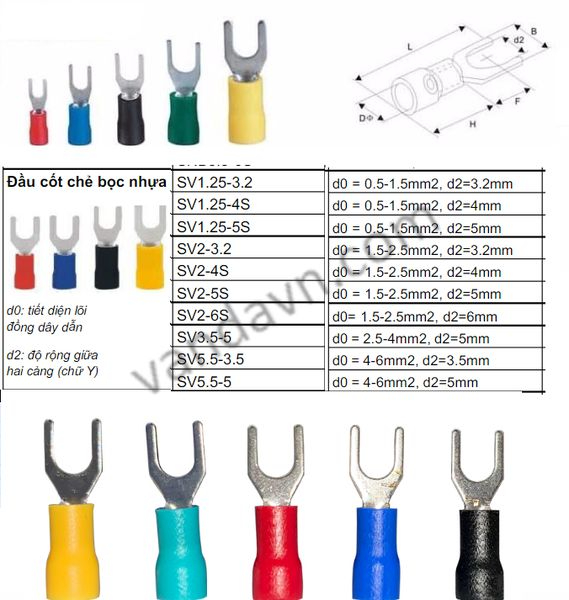 B
d2
L
DΦ
H
F
Đầu cốt chẻ bọc nhựa
SV1.25-3.2 d0 = 0.5-1.5mm2, d2=3.2mm
SV1.25-4S d0 = 0.5-1.5mm2, d2=4mm
SV1.25-5S d0 = 0.5-1.5mm2, d2=5mm
SV2-3.2 d0 = 1.5-2.5mm2, d2=3.2mm
SV2-4S d0 = 1.5-2.5mm2, d2=4mm
SV2-5S d0 = 1.5-2.5mm2, d2=5mm
SV2-6S d0= 1.5-2.5mm2, d2=6mm
SV3.5-5 d0 = 2.5-4mm2, d2=5mm
SV5.5-3.5 d0 = 4-6mm2, d2=3.5mm
SV5.5-5 d0 = 4-6mm2, d2=5mm
d0: tiết diện lõi
đồng dây dẫn
d2: độ rộng giữa
hai càng (chữ Y)
vandavn.com